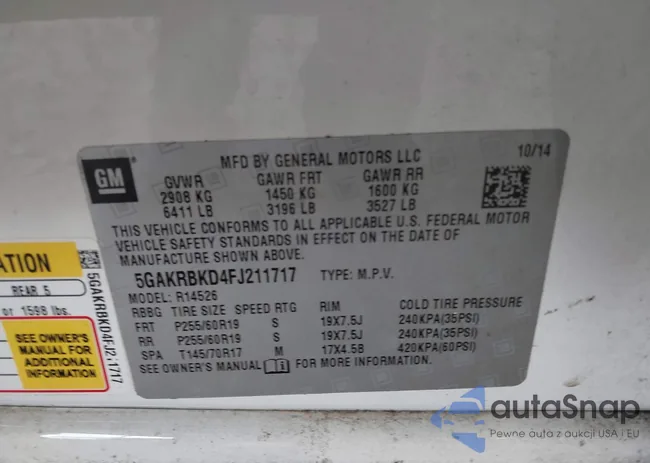 GM
MFD BY GENERAL MOTORS LLC 10/14
GVWR GAWR FRT GAWR RR
2908 KG 1450 KG 1600 KG
6411 LB 3196 LB 3527 LB
THIS VEHICLE CONFORMS TO ALL APPLICABLE U.S. FEDERAL MOTOR
VEHICLE SAFETY STANDARDS IN EFFECT ON THE DATE OF
MANUFACTURE SHOWN ABOVE.
5GAKRBKD4FJ211717 TYPE: M.P.V.
MODEL: R14526
RBBG TIRE SIZE SPEED RTG RIM COLD TIRE PRESSURE
FRT P255/60R19 S 19X7.5J 240KPA(35PSI)
RR P255/60R19 S 19X7.5J 240KPA(35PSI)
SPA T145/70R17 M 17X4.5B 420KPA(60PSI)
SEE OWNER'S MANUAL FOR MORE INFORMATION.
ATION
REAR 5
or 1598 lbs.
SEE OWNER'S
MANUAL FOR
ADDITIONAL
INFORMATION
5GAKRBKD4FJ211717
autaSnap
Pewne auta z aukcji USA i EU